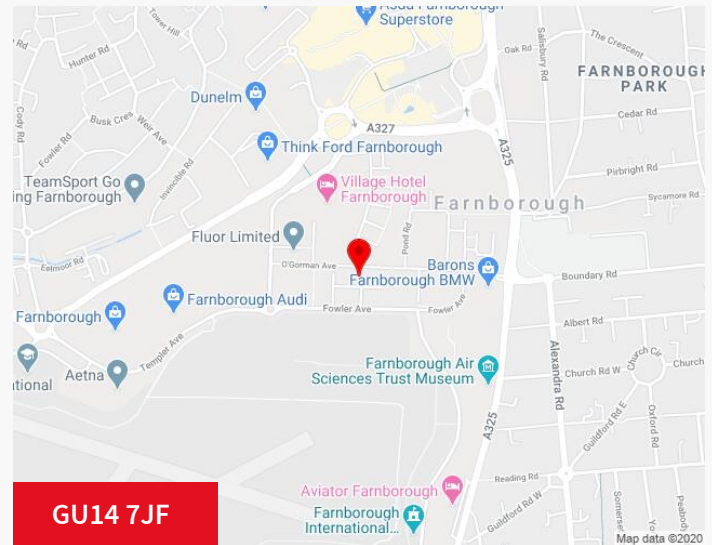 Asda Farnborough
Superstore
Tower Hill
Hunter Rd
Oak Rd
Salisbury Rd
The Crescent
FARNBOROUGH
PARK
Dunelm
Cody Rd
Busk Cres
Weir Ave
Fowler Rd
Invincible Rd
A327
A325
Cedar Rd
Think Ford Farnborough
Pirbright Rd
TeamSport Go
ing Farnborough
Village Hotel
Farnborough
Sycamore Rd
Farnborough
Fluor Limited
Pond Rd
Eelmoor Rd
O'Gorman Ave
Barons
Farnborough BMW
Boundary Rd
Farnborough Audi
Fowler Ave
Fowler Ave
Farnborough
Templer Ave
Albert Rd
Alexandra Rd
Church Cir
Church
Church Rd W
ational
Aetna
Farnborough Air
Sciences Trust Museum
A325
Guildford Rd E
Oxford Rd
Reading Rd
Aviator Farnborough
Guildford Rd W
Somerse
Peabody
Farnborough
International...
GU14 7JF
Map data ©2020